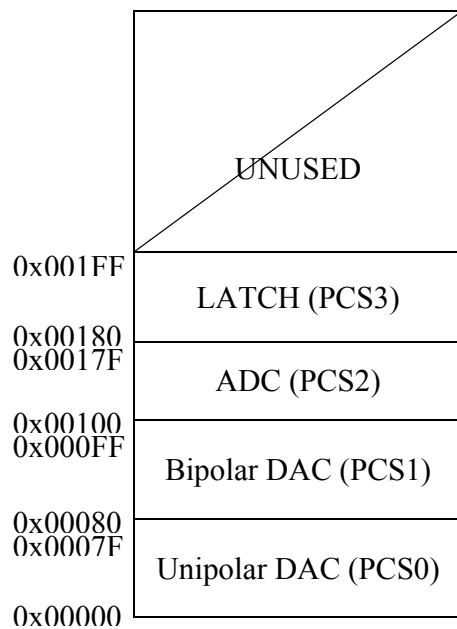 UNUSED
0x001FF
LATCH (PCS3)
0x00180
0x0017F
ADC (PCS2)
0x00100
0x000FF
Bipolar DAC (PCS1)
0x00080
0x0007F
Unipolar DAC (PCS0)
0x00000